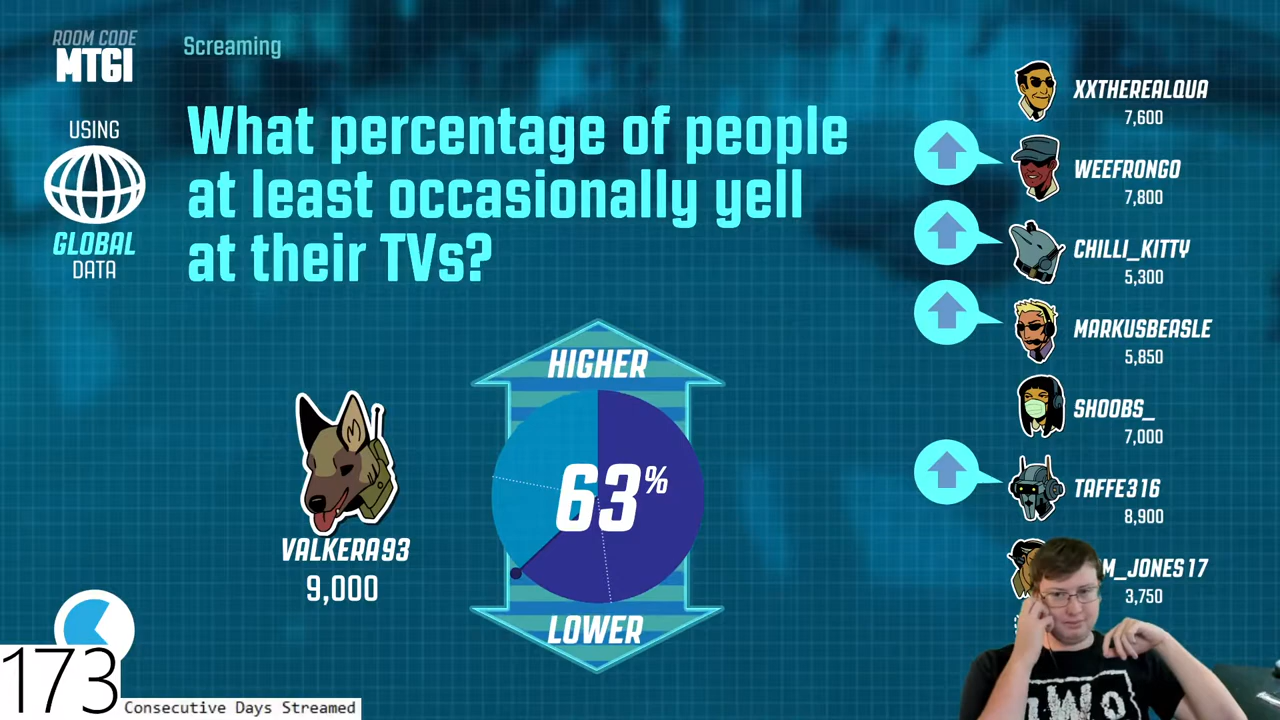 ROOM CODE
MTGI
Screaming
What percentage of people
at least occasionally yell
at their TVs?
USING
GLOBAL
DATA
HIGHER
63%
LOWER
VALKERA93
9,000
XXTHEREALQUA
7,600
WEEFRONGO
7,800
CHILLI_KITTY
5,300
MARKUSBEASLE
5,850
SHOOBS_
7,000
TAFFE316
8,900
M_JONES17
3,750
173
Consecutive Days Streamed